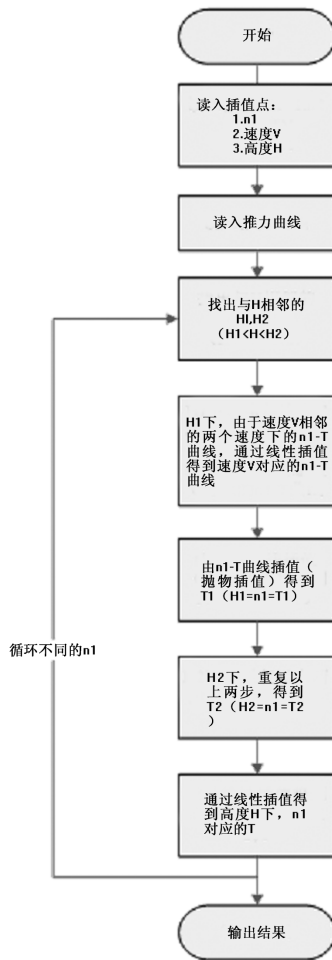 开始
读入插值点：
1.n1
2.速度V
3.高度H
读入推力曲线
找出与H相邻的
HI,H2
（H1<H<H2）
H1下，由于速度V相邻
的两个速度下的n1-T
曲线，通过线性插值
得到速度V对应的n1-T
曲线
由n1-T曲线插值（
抛物插值）得到
T1（H1=n1=T1）
循环不同的n1
H2下，重复以
上两步，得到
T2（H2=n1=T2
）
通过线性插值得
到高度H下，n1
对应的T
输出结果